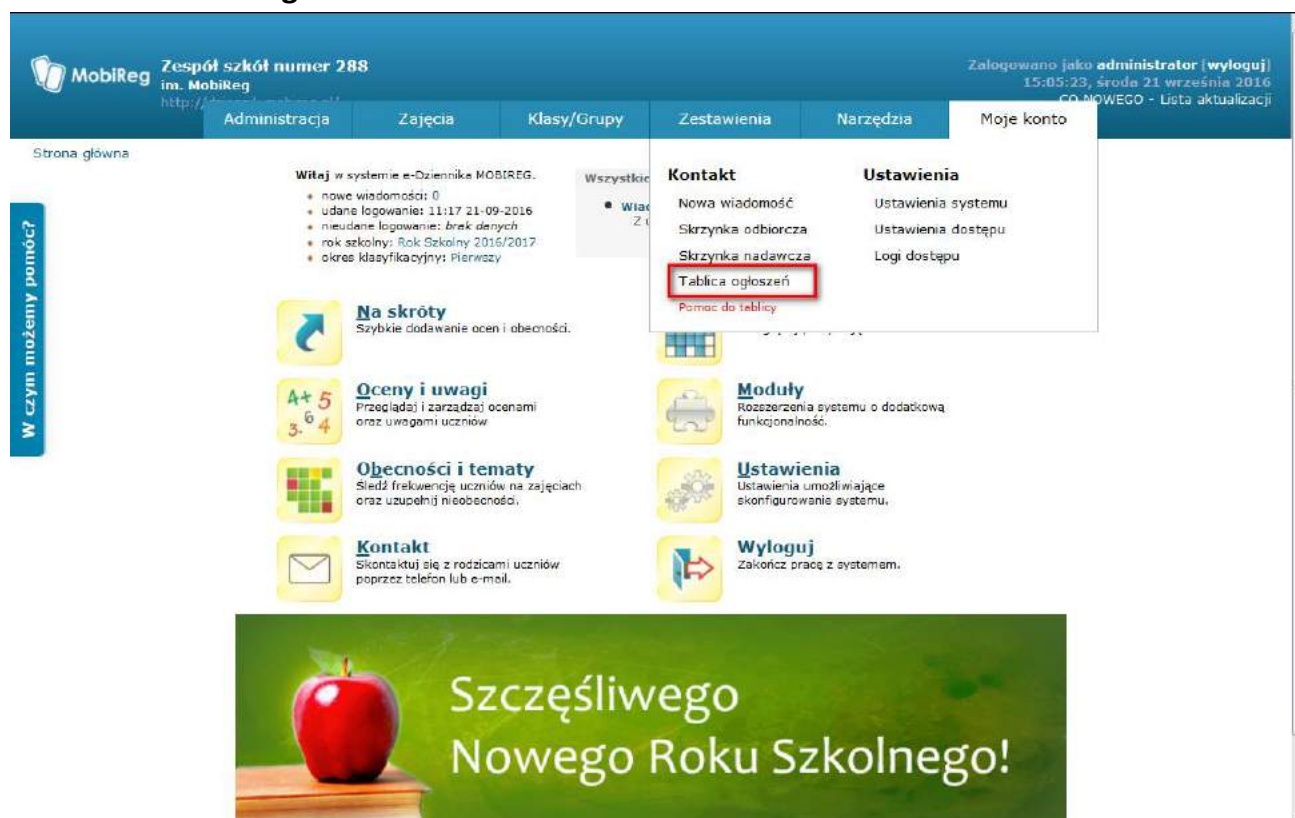 MobiReg
Zespół szkół numer 288
im. MobiReg
http://
Zalogowano jako administrator [wyloguj]
15:05:23, środa 21 września 2016
CO NOWEGO - Lista aktualizacji
Administracja Zajęcia Klasy/Grupy Zestawienia Narzędzia Moje konto
Strona główna
W czym możemy pomóc?
Witaj w systemie e-Dziennika MOBIREG.
nowe wiadomości: 0
udane logowanie: 11:17 21-09-2016
nieudane logowanie: brak danych
rok szkolny: Rok Szkolny 2016/2017
okres klasyfikacyjny: Pierwszy
Kontakt
Nowa wiadomość
Skrzynka odbiorcza
Skrzynka nadawcza
Tablica ogłoszeń
Pomoc do tablicy
Ustawienia
Ustawienia systemu
Ustawienia dostępu
Logi dostępu
Na skróty
Szybkie dodawanie ocen i obecności.
Oceny i uwagi
Przeglądaj i zarządzaj ocenami
oraz uwagami uczniów
Moduły
Rozszerzenia systemu o dodatkową
funkcjonalność.
Obecności i tematy
Śledź frekwencję uczniów na zajęciach
oraz uzupełnij nieobecności.
Ustawienia
Ustawienia umożliwiające
skonfigurowanie systemu.
Kontakt
Skontaktuj się z rodzicami uczniów
poprzez telefon lub e-mail.
Wyloguj
Zakończ pracę z systemem.
Szczęśliwego
Nowego Roku Szkolnego!